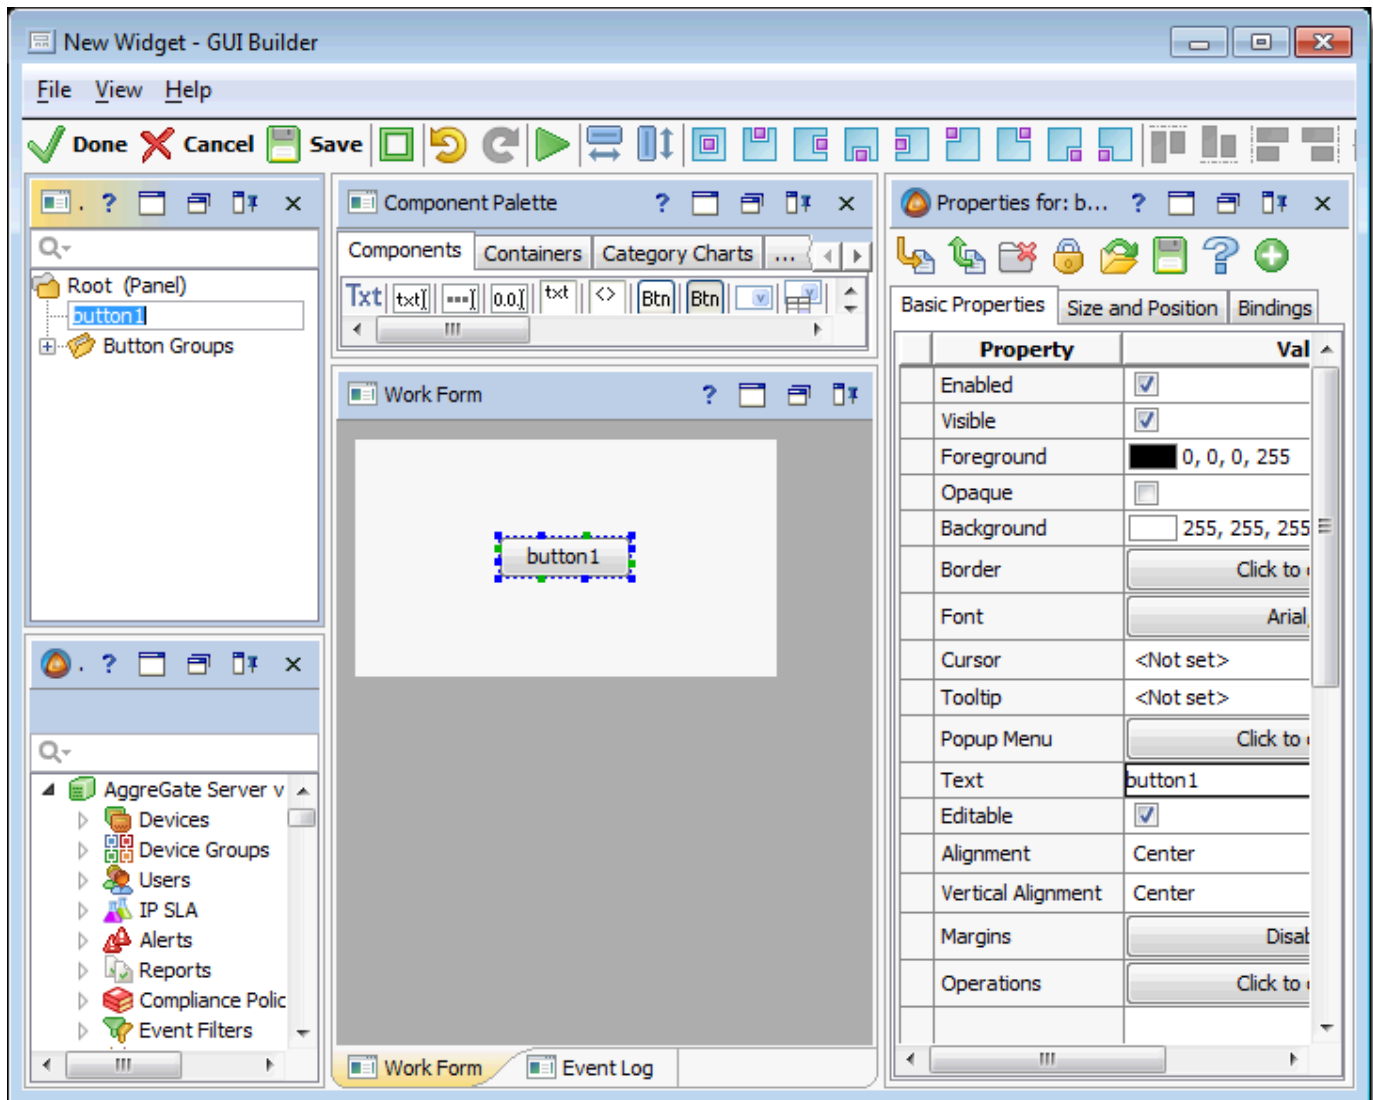 New Widget - GUI Builder
File View Help
Done Cancel Save
. ?
Root (Panel)
button1
Button Groups
Component Palette ?
Components Containers Category Charts ...
Txt txt 0.0 txt <> Btn Btn
Work Form ?
button1
Work Form Event Log
. ?
AggreGate Server v
Devices
Device Groups
Users
IP SLA
Alerts
Reports
Compliance Polic
Event Filters
Properties for: b... ?
Basic Properties Size and Position Bindings
Property Val
Enabled
Visible
Foreground 0, 0, 0, 255
Opaque
Background 255, 255, 255
Border Click to
Font Arial,
Cursor <Not set>
Tooltip <Not set>
Popup Menu Click to
Text button1
Editable
Alignment Center
Vertical Alignment Center
Margins Disab
Operations Click to